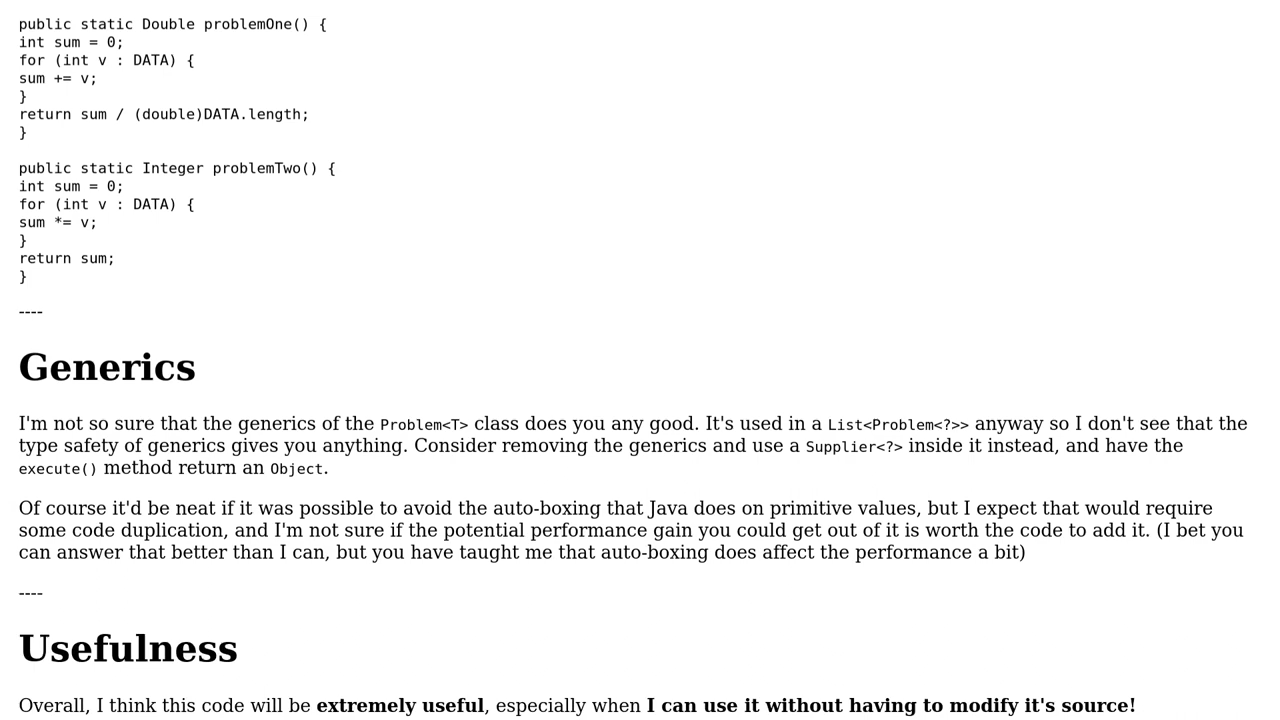 public static Double problemOne() {
int sum = 0;
for (int v : DATA) {
sum += v;
}
return sum / (double)DATA.length;
}
public static Integer problemTwo() {
int sum = 0;
for (int v : DATA) {
sum *= v;
}
return sum;
}
----
Generics
I'm not so sure that the generics of the Problem<T> class does you any good. It's used in a List<Problem<?>> anyway so I don't see that the
type safety of generics gives you anything. Consider removing the generics and use a Supplier<?> inside it instead, and have the
execute() method return an Object.
Of course it'd be neat if it was possible to avoid the auto-boxing that Java does on primitive values, but I expect that would require
some code duplication, and I'm not sure if the potential performance gain you could get out of it is worth the code to add it. (I bet you
can answer that better than I can, but you have taught me that auto-boxing does affect the performance a bit)
----
Usefulness
Overall, I think this code will be extremely useful, especially when I can use it without having to modify it's source!